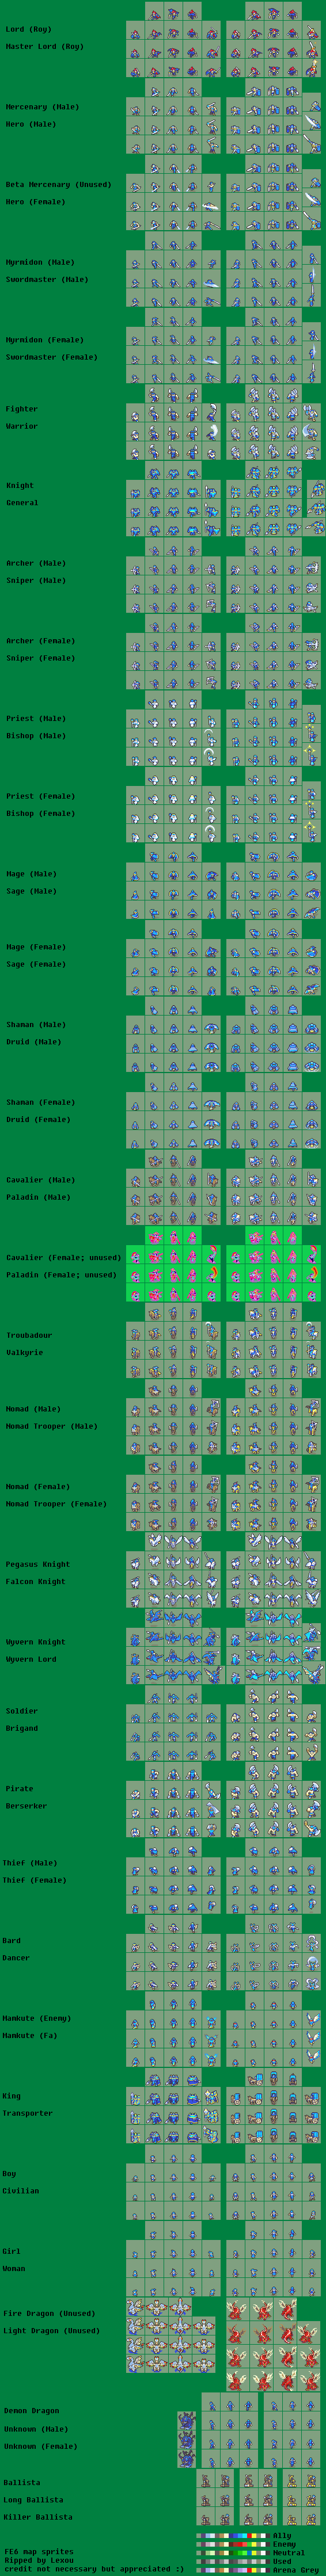 Lord (Roy)
Master Lord (Roy)
Mercenary (Male)
Hero (Male)
Beta Mercenary (Unused)
Hero (Female)
Myrmidon (Male)
Swordmaster (Male)
Myrmidon (Female)
Swordmaster (Female)
Fighter
Warrior
Knight
General
Archer (Male)
Sniper (Male)
Archer (Female)
Sniper (Female)
Priest (Male)
Bishop (Male)
Priest (Female)
Bishop (Female)
Mage (Male)
Sage (Male)
Mage (Female)
Sage (Female)
Shaman (Male)
Druid (Male)
Shaman (Female)
Druid (Female)
Cavalier (Male)
Paladin (Male)
Cavalier (Female; unused)
Paladin (Female; unused)
Troubadour
Valkyrie
Nomad (Male)
Nomad Trooper (Male)
Nomad (Female)
Nomad Trooper (Female)
Pegasus Knight
Falcon Knight
Wyvern Knight
Wyvern Lord
Soldier
Brigand
Pirate
Berserker
Thief (Male)
Thief (Female)
Bard
Dancer
Mamkute (Enemy)
Mamkute (Fa)
King
Transporter
Boy
Civilian
Girl
Woman
Fire Dragon (Unused)
Light Dragon (Unused)
Demon Dragon
Unknown (Male)
Unknown (Female)
Ballista
Long Ballista
Killer Ballista
Ally
Enemy
FE6 map sprites
Neutral
Ripped by Lexou
Used
credit not necessary but appreciated :)
Arena Grey